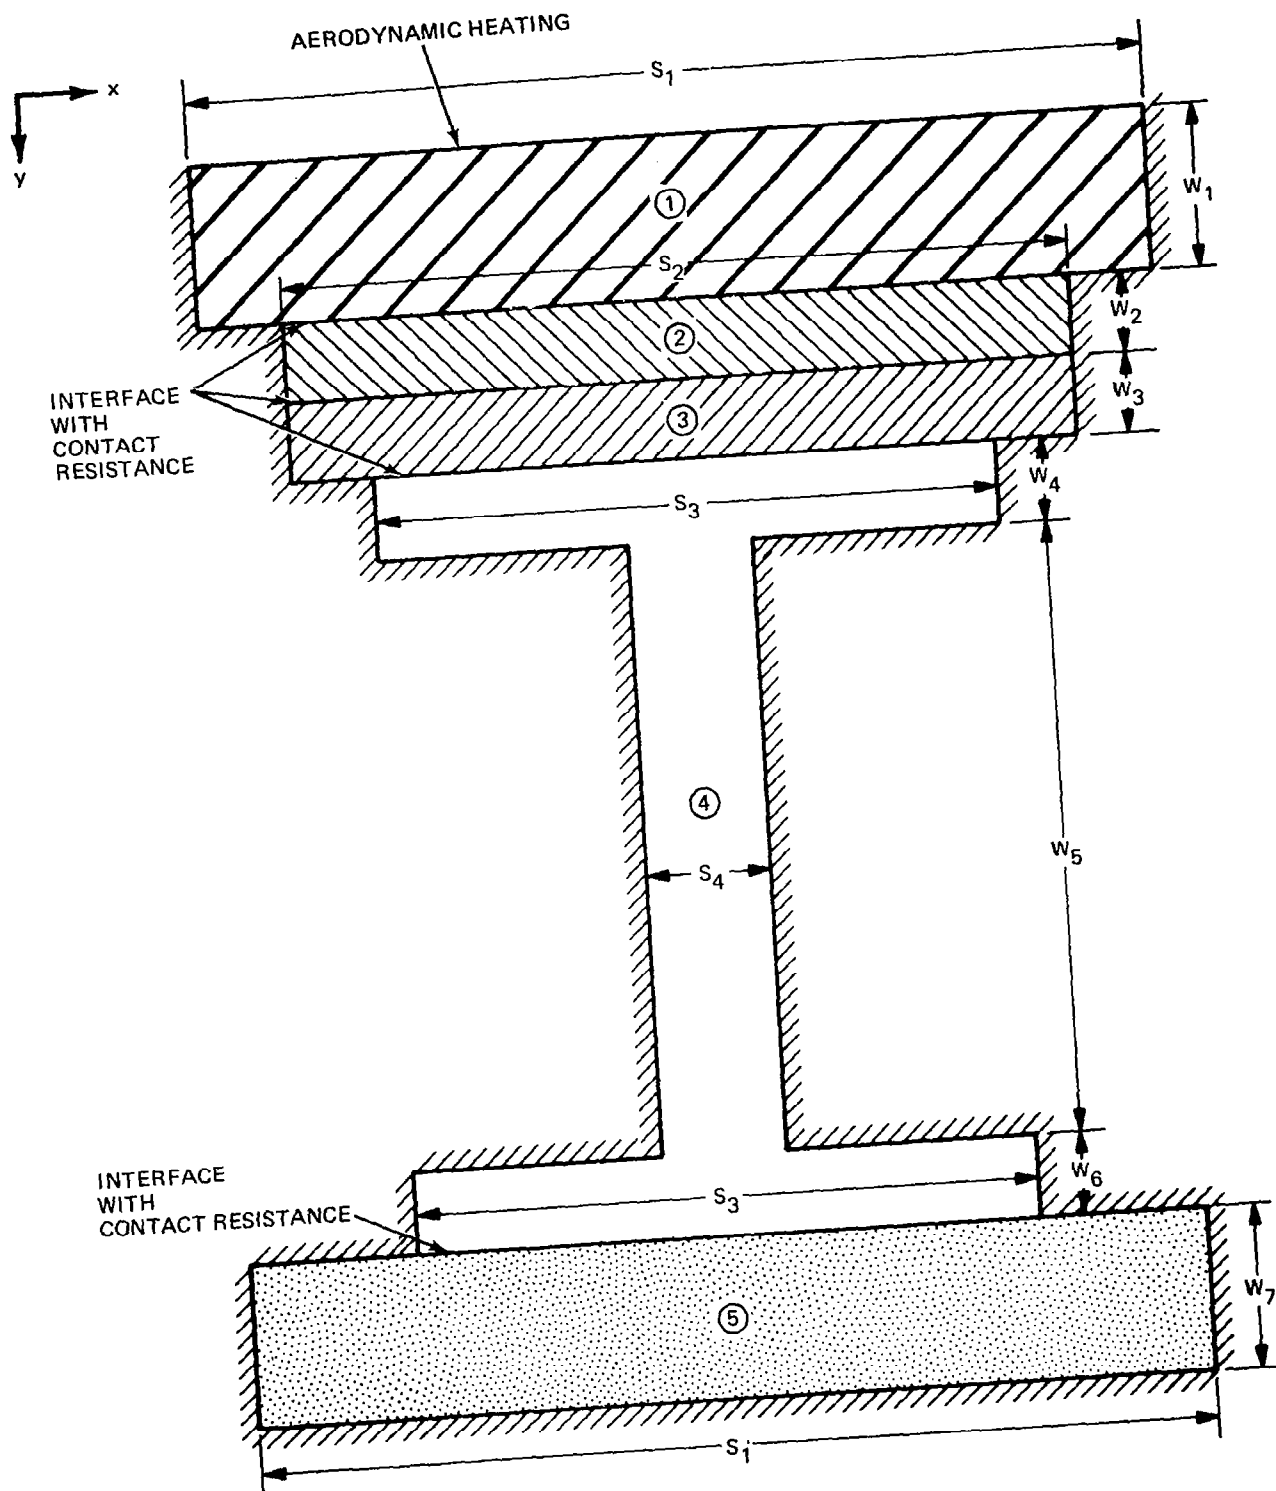 AERODYNAMIC HEATING
S1
x
y
1
W1
S2
W2
2
W3
3
INTERFACE
WITH
CONTACT
RESISTANCE
W4
S3
4
W5
S4
INTERFACE
WITH
CONTACT RESISTANCE
W6
S3
W7
5
S1